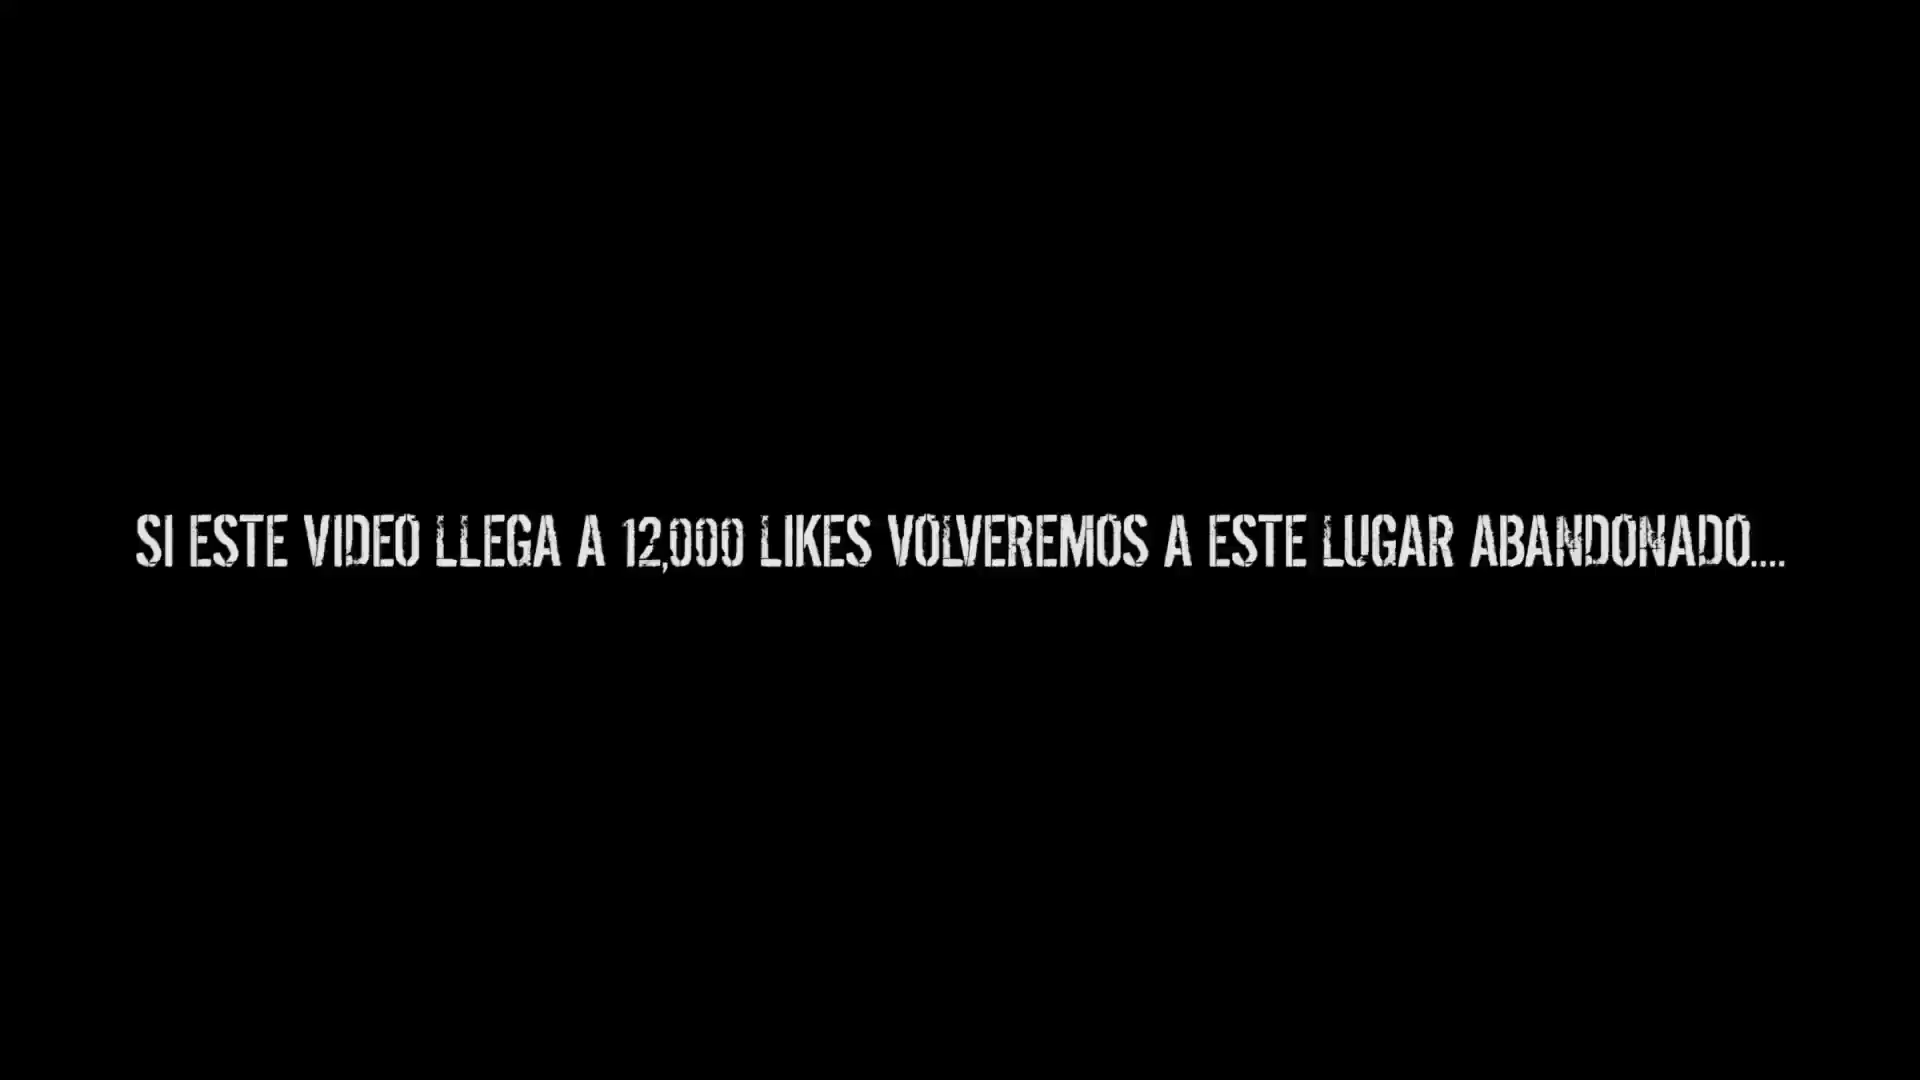 SI ESTE VIDEO LLEGA A 12,000 LIKES VOLVEREMOS A ESTE LUGAR ABANDONADO....